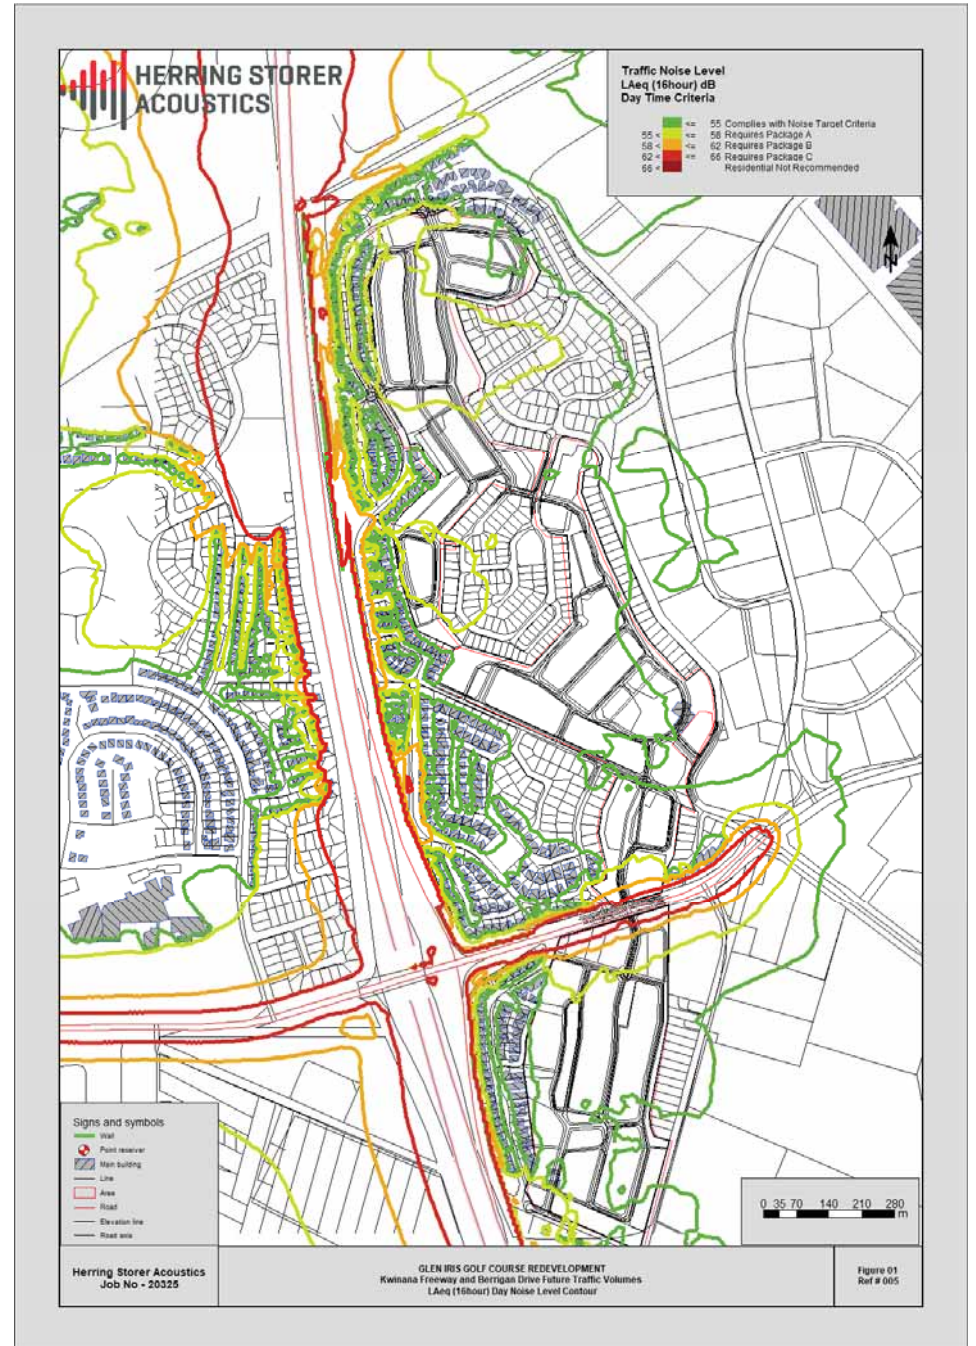 HERRING STORER
ACOUSTICS
Traffic Noise Level
LAeq (16hour) dB
Day Time Criteria
<= 55 Complies with Noise Target Criteria
55 < <= 58 Requires Package A
58 < <= 62 Requires Package B
62 < <= 66 Requires Package C
66 < Residential Not Recommended
N
Signs and symbols
Wall
Point receiver
Main building
Line
Area
Road
Elevation line
Road axis
0 35 70 140 210 280
m
Herring Storer Acoustics
Job No - 20325
GLEN IRIS GOLF COURSE REDEVELOPMENT
Kwinana Freeway and Berrigan Drive Future Traffic Volumes
LAeq (16hour) Day Noise Level Contour
Figure 01
Ref # 005